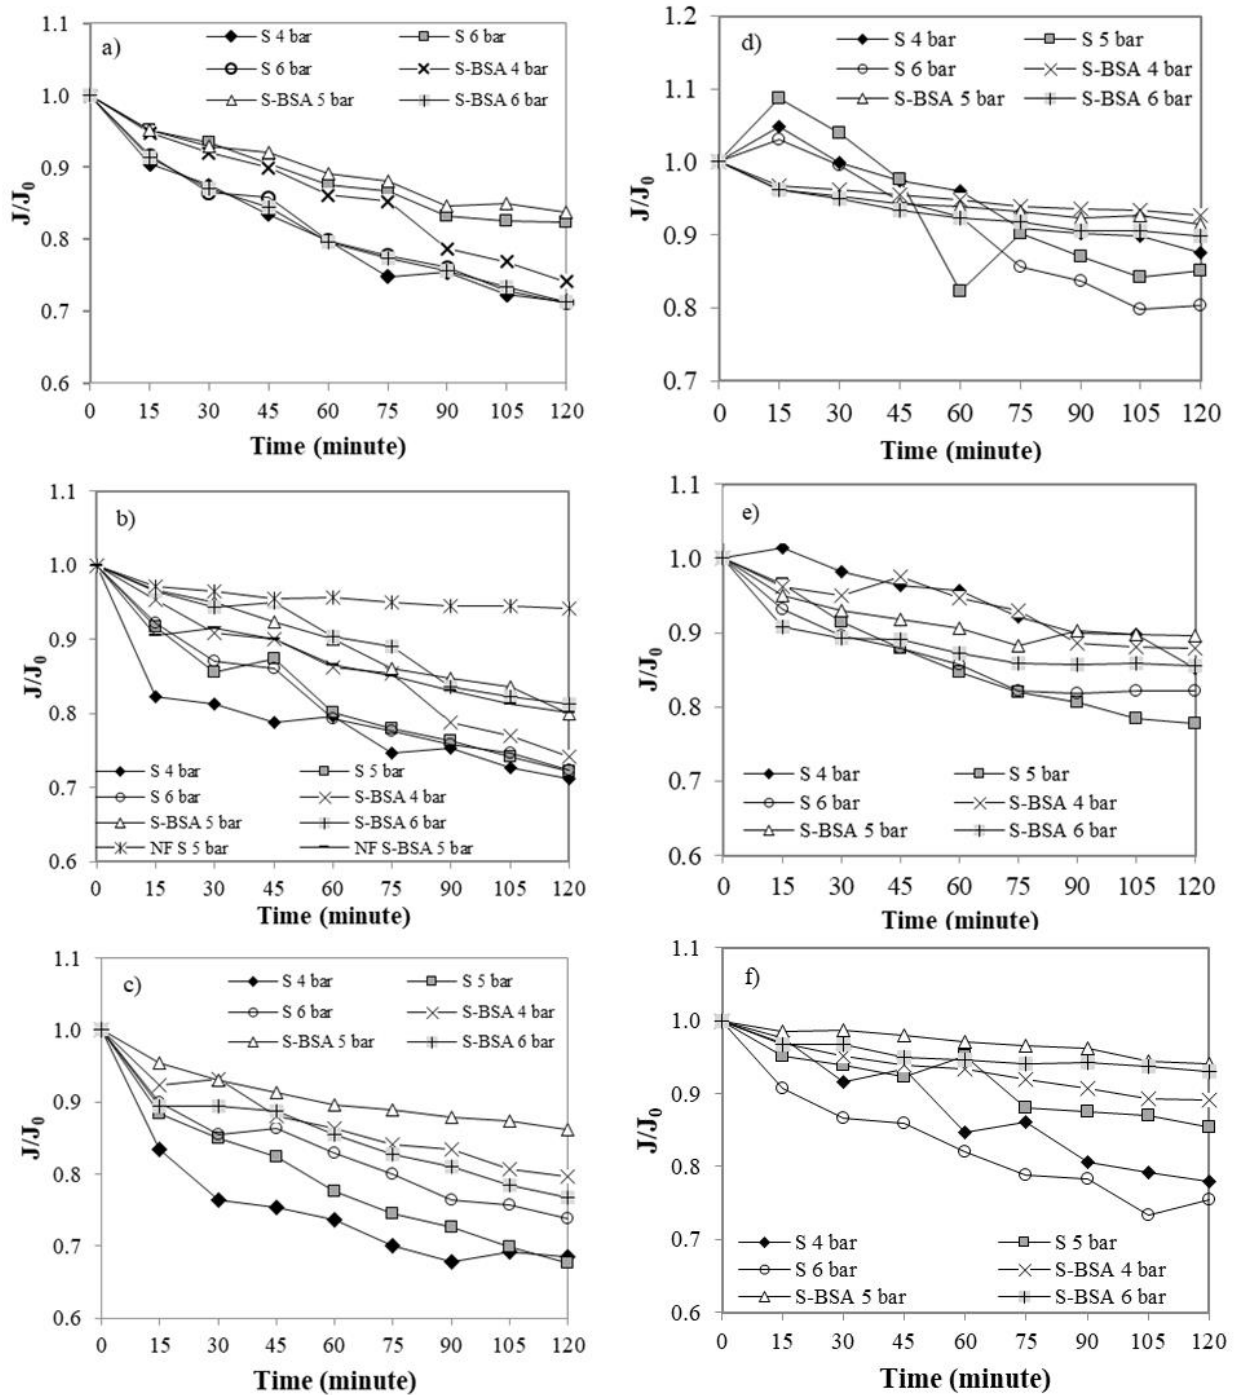 a)
S 4 bar
S 6 bar
S 6 bar
S-BSA 4 bar
S-BSA 5 bar
S-BSA 6 bar
1.1
1.0
0.9
0.8
0.7
0.6
J/J0
0 15 30 45 60 75 90 105 120
Time (minute)
d)
S 4 bar
S 5 bar
S 6 bar
S-BSA 4 bar
S-BSA 5 bar
S-BSA 6 bar
1.2
1.1
1.0
0.9
0.8
0.7
J/J0
0 15 30 45 60 75 90 105 120
Time (minute)
b)
1.1
1.0
0.9
0.8
0.7
0.6
J/J0
S 4 bar
S 5 bar
S 6 bar
S-BSA 4 bar
S-BSA 5 bar
S-BSA 6 bar
NF S 5 bar
NF S-BSA 5 bar
0 15 30 45 60 75 90 105 120
Time (minute)
e)
1.1
1.0
0.9
0.8
0.7
0.6
J/J0
S 4 bar
S 5 bar
S 6 bar
S-BSA 4 bar
S-BSA 5 bar
S-BSA 6 bar
0 15 30 45 60 75 90 105 120
Time (minute)
c)
S 4 bar
S 5 bar
S 6 bar
S-BSA 4 bar
S-BSA 5 bar
S-BSA 6 bar
1.1
1.0
0.9
0.8
0.7
0.6
J/J0
0 15 30 45 60 75 90 105 120
Time (minute)
f)
1.1
1.0
0.9
0.8
0.7
0.6
J/J0
S 4 bar
S 5 bar
S 6 bar
S-BSA 4 bar
S-BSA 5 bar
S-BSA 6 bar
0 15 30 45 60 75 90 105 120
Time (minute)